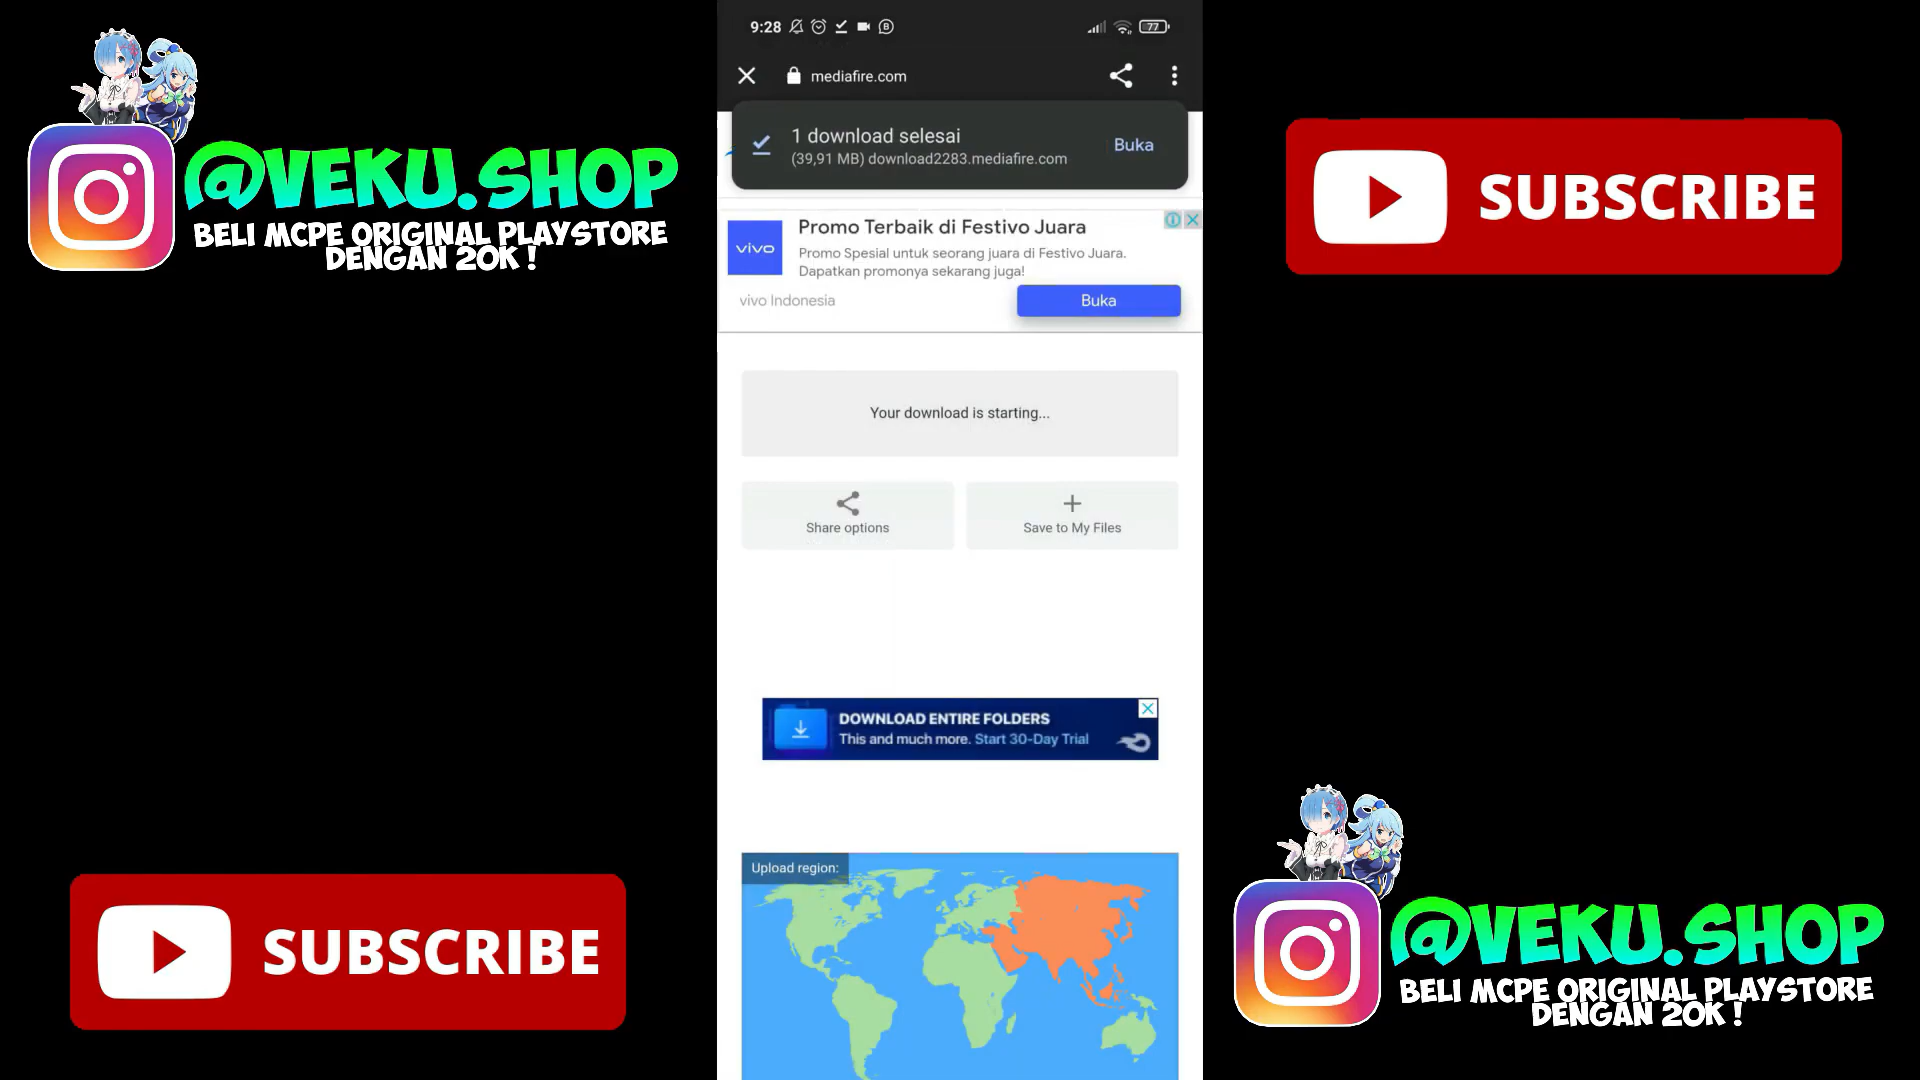 @VEKU.SHOP
BELI MCPE ORIGINAL PLAYSTORE
DENGAN 20K !
9:28
77
mediafire.com
1 download selesai
(39,91 MB) download2283.mediafire.com
Buka
vivo
Promo Terbaik di Festivo Juara
Promo Spesial untuk seorang juara di Festivo Juara.
Dapatkan promonya sekarang juga!
vivo Indonesia
Buka
Your download is starting...
Share options
Save to My Files
DOWNLOAD ENTIRE FOLDERS
This and much more. Start 30-Day Trial
Upload region:
SUBSCRIBE
SUBSCRIBE
@VEKU.SHOP
BELI MCPE ORIGINAL PLAYSTORE
DENGAN 20K !